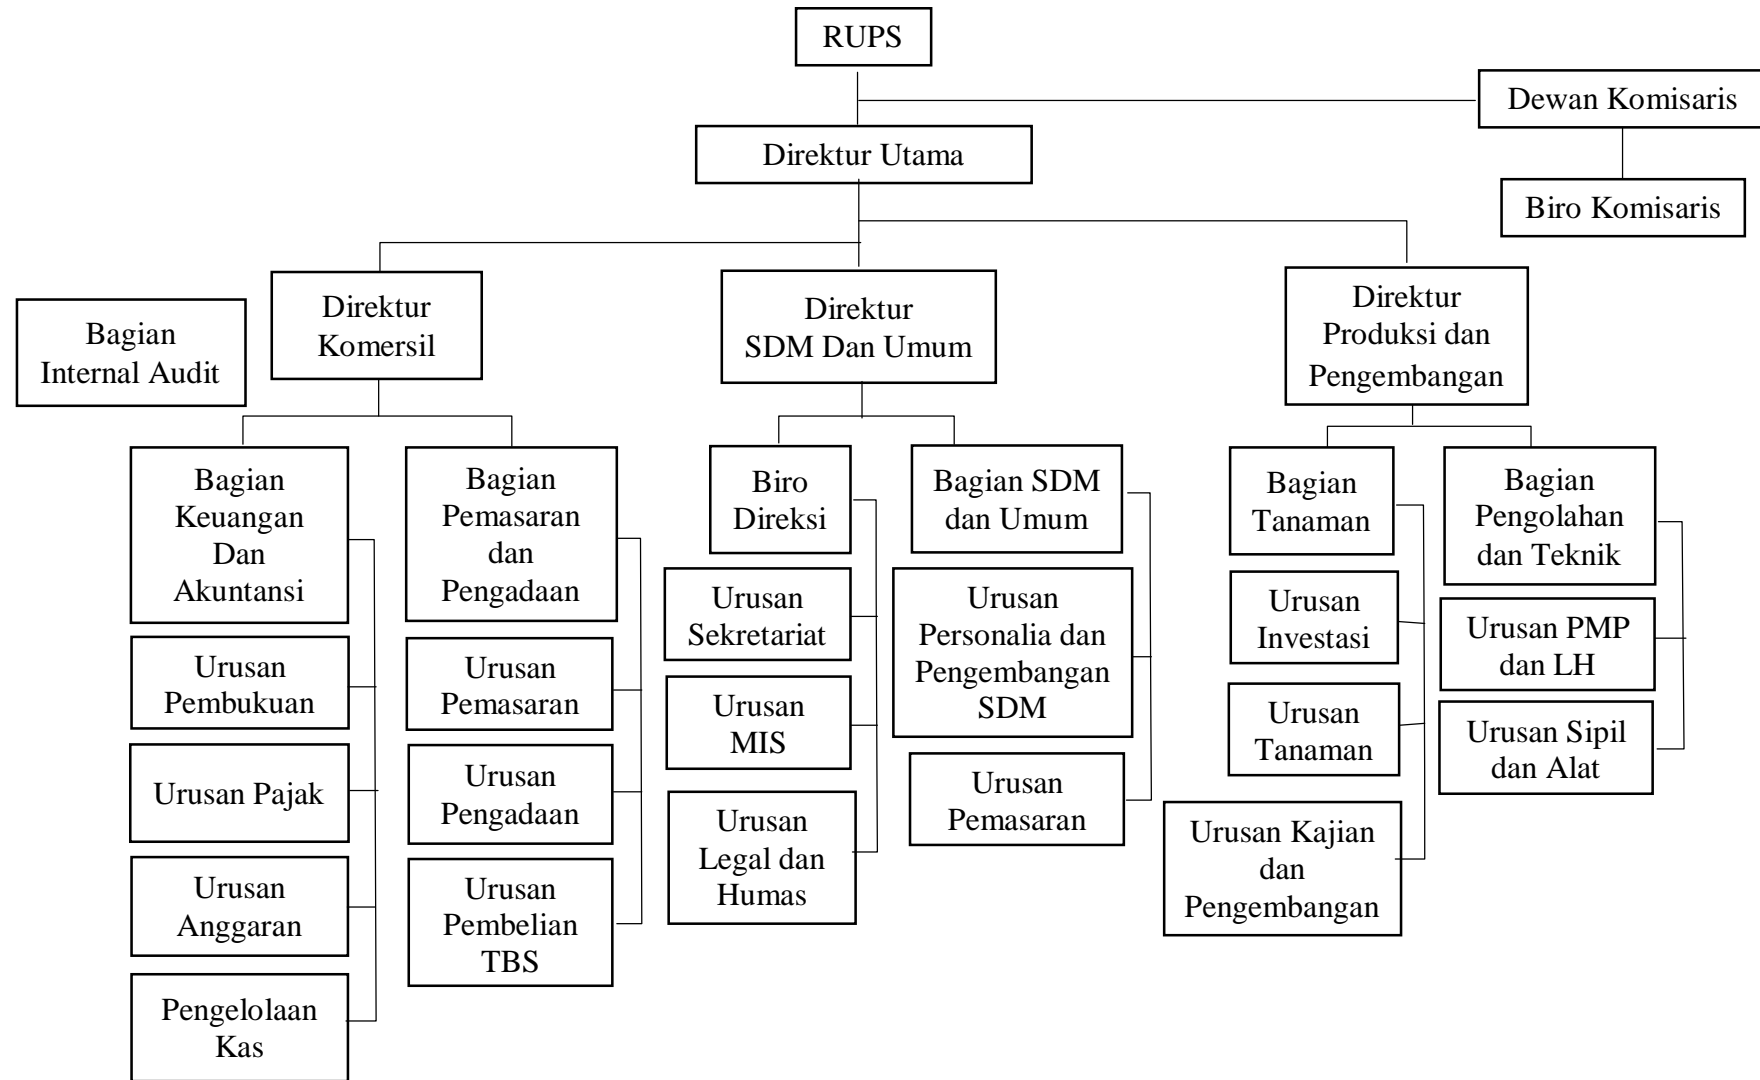 RUPS
Dewan Komisaris
Direktur Utama
Biro Komisaris
Bagian
Internal Audit
Direktur
Komersil
Direktur
SDM Dan Umum
Direktur
Produksi dan
Pengembangan
Bagian
Keuangan
Dan
Akuntansi
Urusan
Pembukuan
Urusan Pajak
Urusan
Anggaran
Pengelolaan
Kas
Bagian
Pemasaran
dan
Pengadaan
Urusan
Pemasaran
Urusan
Pengadaan
Urusan
Pembelian
TBS
Biro
Direksi
Urusan
Sekretariat
Urusan
MIS
Urusan
Legal dan
Humas
Bagian SDM
dan Umum
Urusan
Personalia dan
Pengembangan
SDM
Urusan
Pemasaran
Bagian
Tanaman
Urusan
Investasi
Urusan
Tanaman
Urusan Kajian
dan
Pengembangan
Bagian
Pengolahan
dan Teknik
Urusan PMP
dan LH
Urusan Sipil
dan Alat